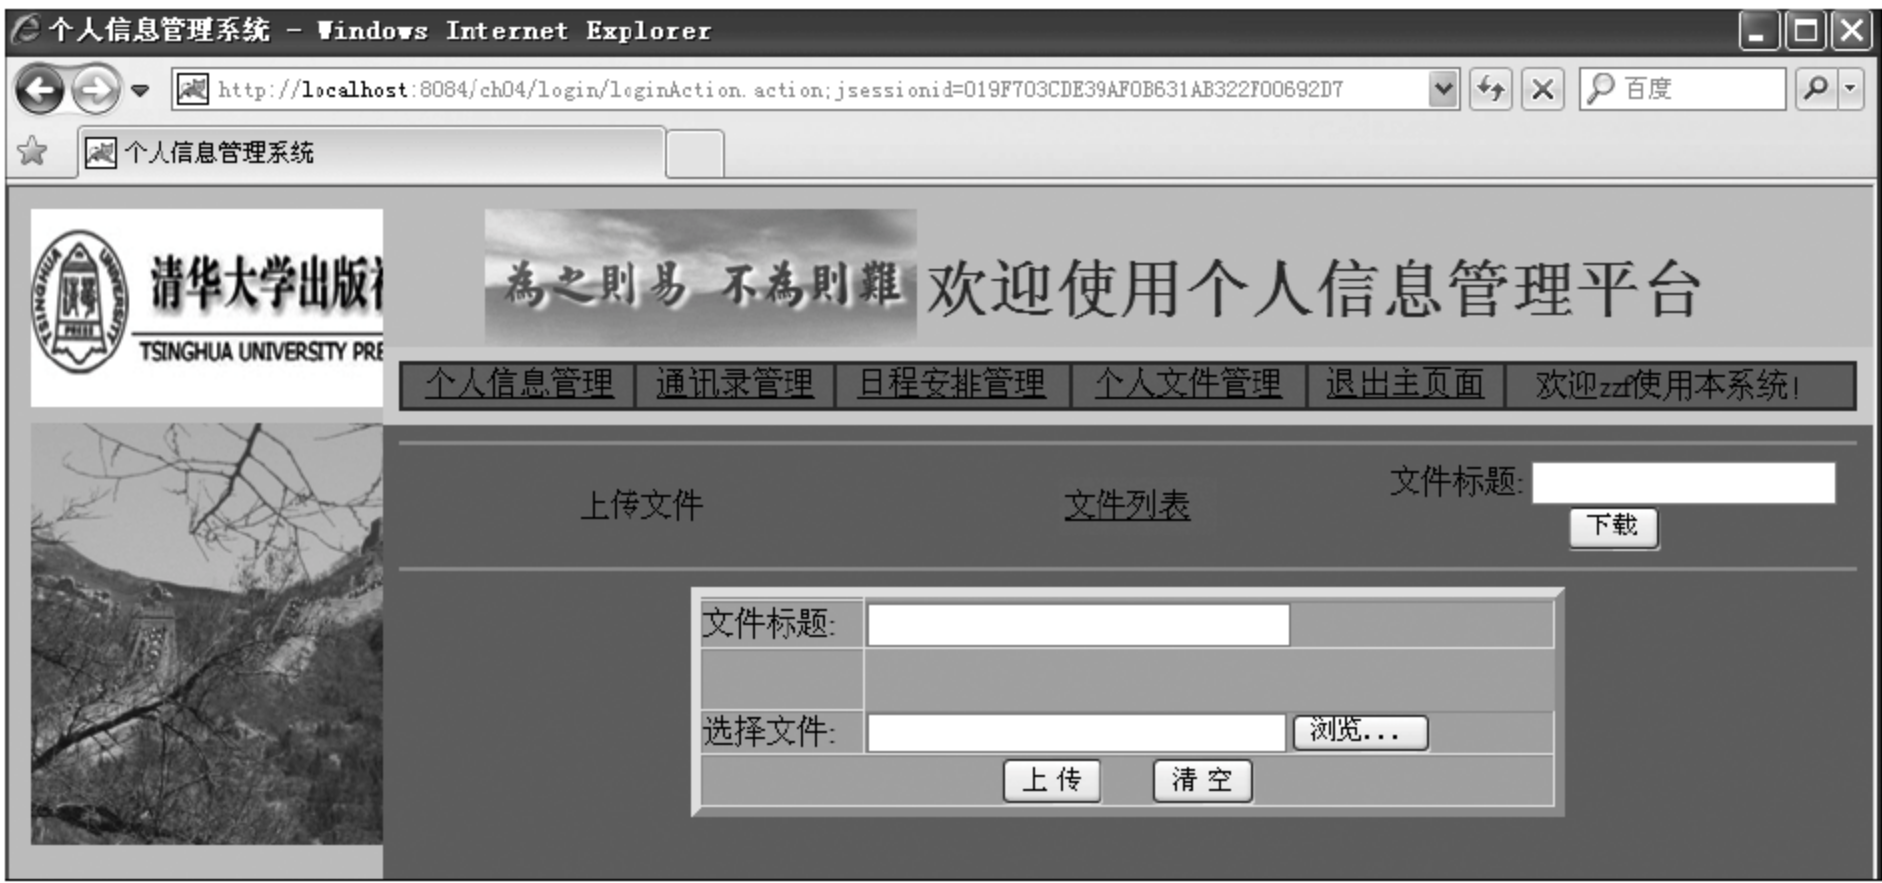 个人信息管理系统 - Windows Internet Explorer
http://localhost:8084/ch04/login/loginAction.action;jsessionid=019F703CDE39AF0B631AB322F00692D7
百度
个人信息管理系统
清华大学出版
TSINGHUA UNIVERSITY PRE
TSINGHUA UNIVERSITY
PRESS
為之則易 不為則難
欢迎使用个人信息管理平台
个人信息管理 通讯录管理 日程安排管理 个人文件管理 退出主页面 欢迎zzf使用本系统!
上传文件 文件列表 文件标题:
下载
文件标题:
选择文件: 浏览...
上传 清空